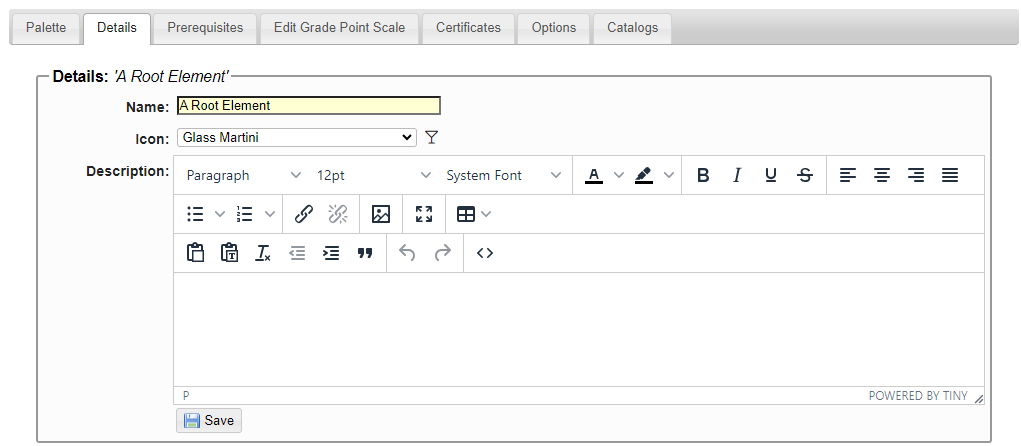 Palette Details Prerequisites Edit Grade Point Scale Certificates Options Catalogs
Details: 'A Root Element'
Name: A Root Element
Icon: Glass Martini
Description:
Paragraph 12pt System Font A B I U S
P POWERED BY TINY
Save